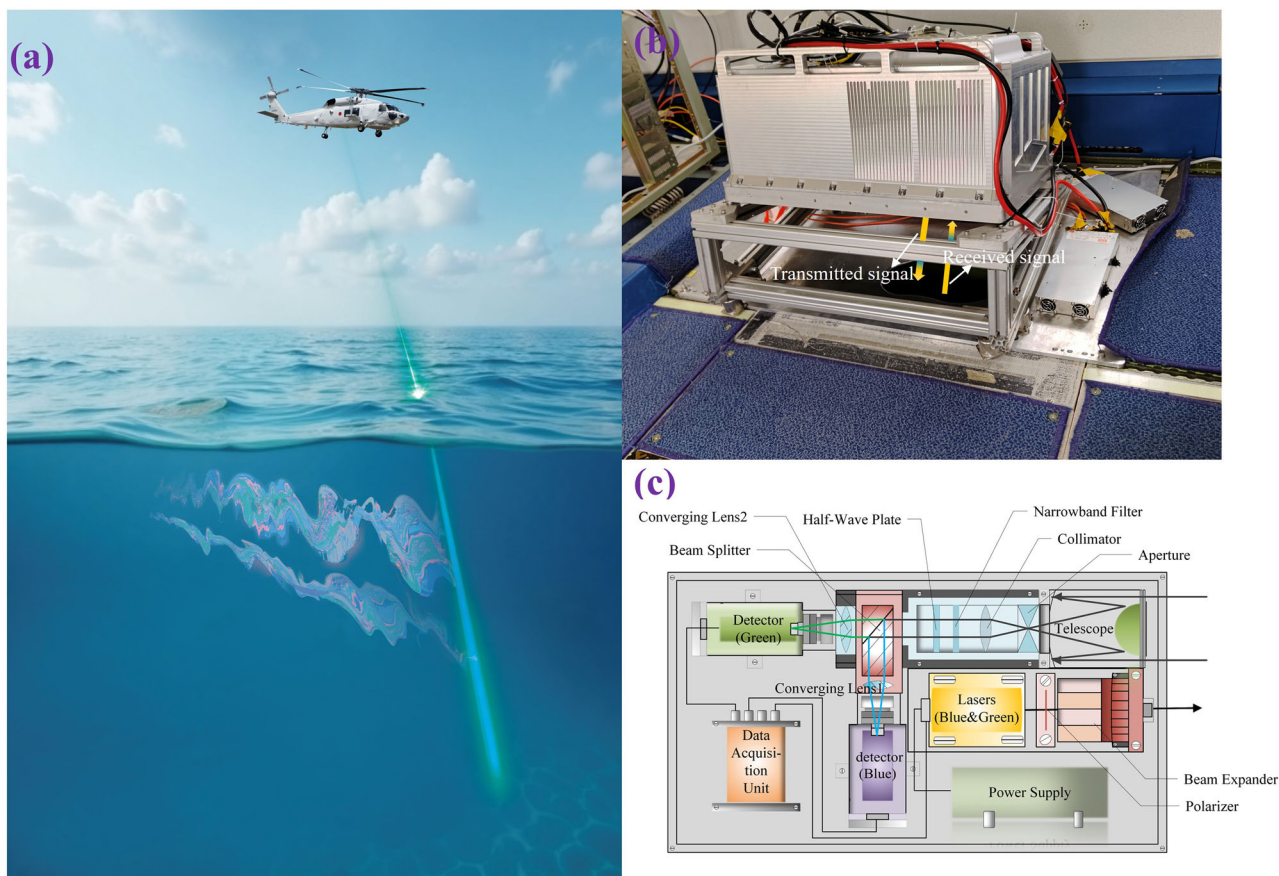 (a)
(b)
Transmitted signal
Received signal
(c)
Converging Lens2
Half-Wave Plate
Narrowband Filter
Beam Splitter
Collimator
Aperture
Detector
(Green)
Telescope
Converging Lens1
Lasers
(Blue&Green)
Data
Acquisi-
tion
Unit
detector
(Blue)
Power Supply
Beam Expander
Polarizer